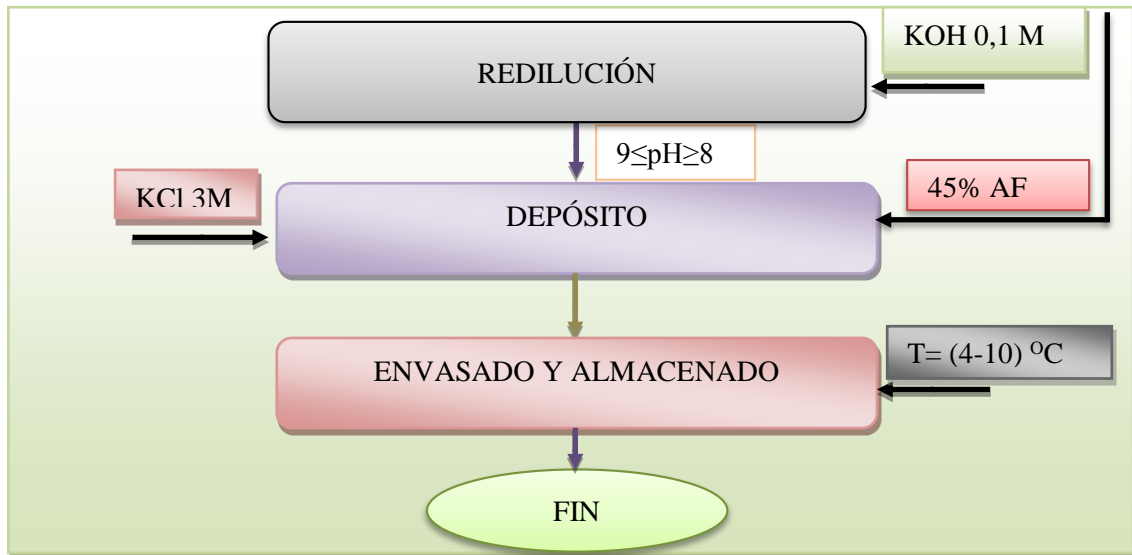 KOH 0,1 M
REDILUCIÓN
9≤pH≥8
KCl 3M
45% AF
DEPÓSITO
T= (4-10) ᴼC
ENVASADO Y ALMACENADO
FIN